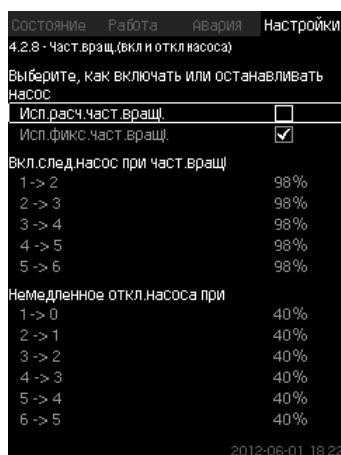 Состояние Работа Авария Настройки
4.2.8 - Част.вращ.(вкл и откл насоса)
Выберите, как включать или останавливать
насос
Исп.расч.част.вращ.
Исп.фикс.част.вращ.
Вкл.след.насос при част.вращ
1 -> 2 98%
2 -> 3 98%
3 -> 4 98%
4 -> 5 98%
5 -> 6 98%
Немедленное откл.насоса при
1 -> 0 40%
2 -> 1 40%
3 -> 2 40%
4 -> 3 40%
5 -> 4 40%
6 -> 5 40%
2012-06-01 18:22